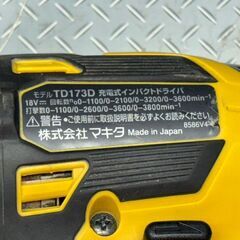 モデル TD173D 充電式インパクトドライバ
18V⎓ 回転数n0 0-1100/0-2100/0-3200/0-3600min-1
打撃数0-1100/0-2600/0-3600/0-3800min-1
⚠警告 ご使用前に取扱説明書を必ずよくお読みください。
株式会社マキタ Made in Japan
8586V4